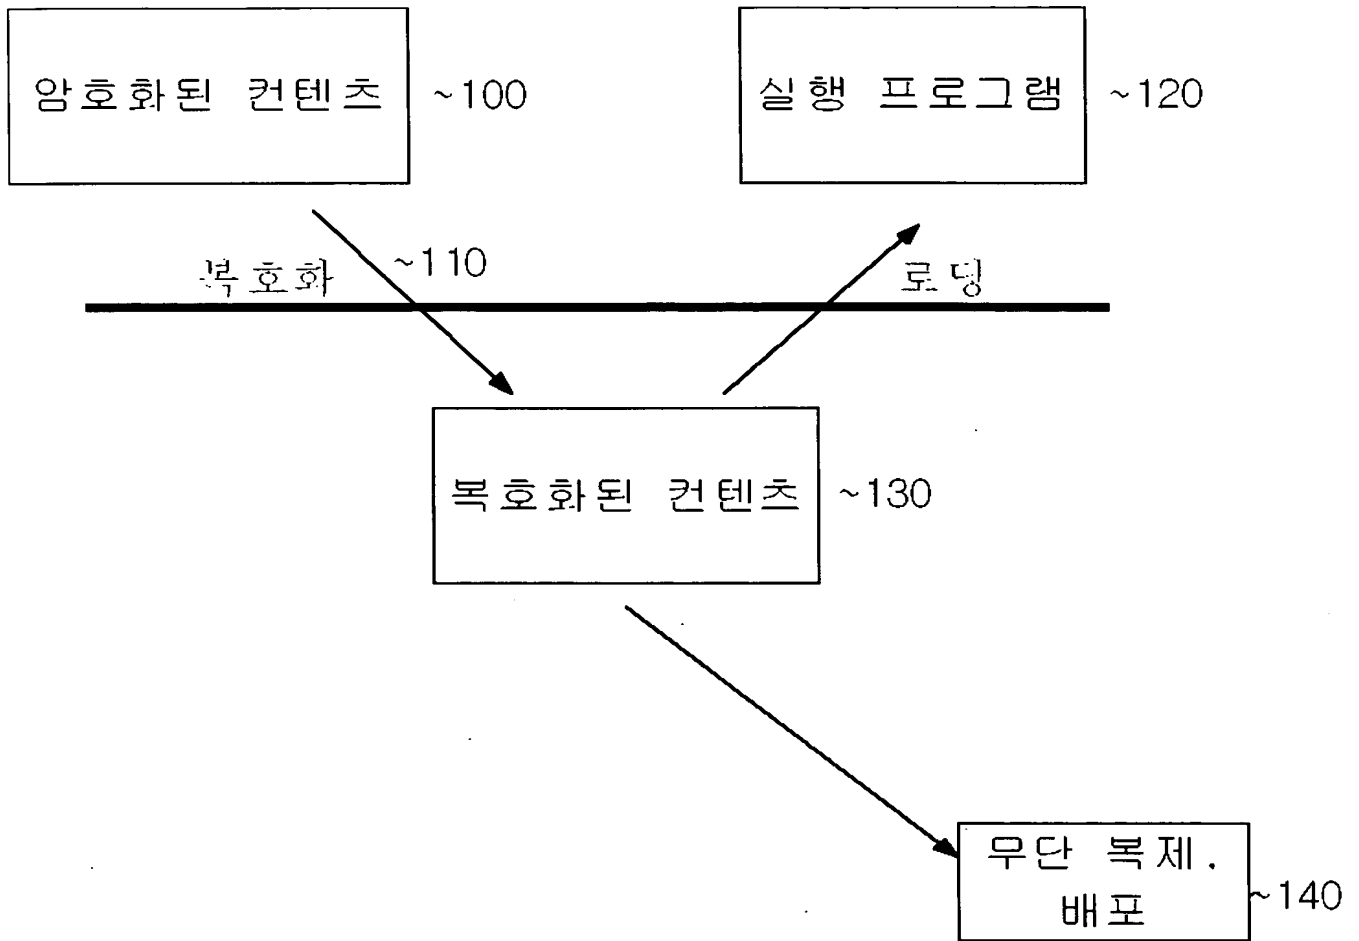 암호화된 컨텐츠
~100
실행 프로그램
~120
복호화
~110
로딩
복호화된 컨텐츠
~130
무단 복제.
배포
~140